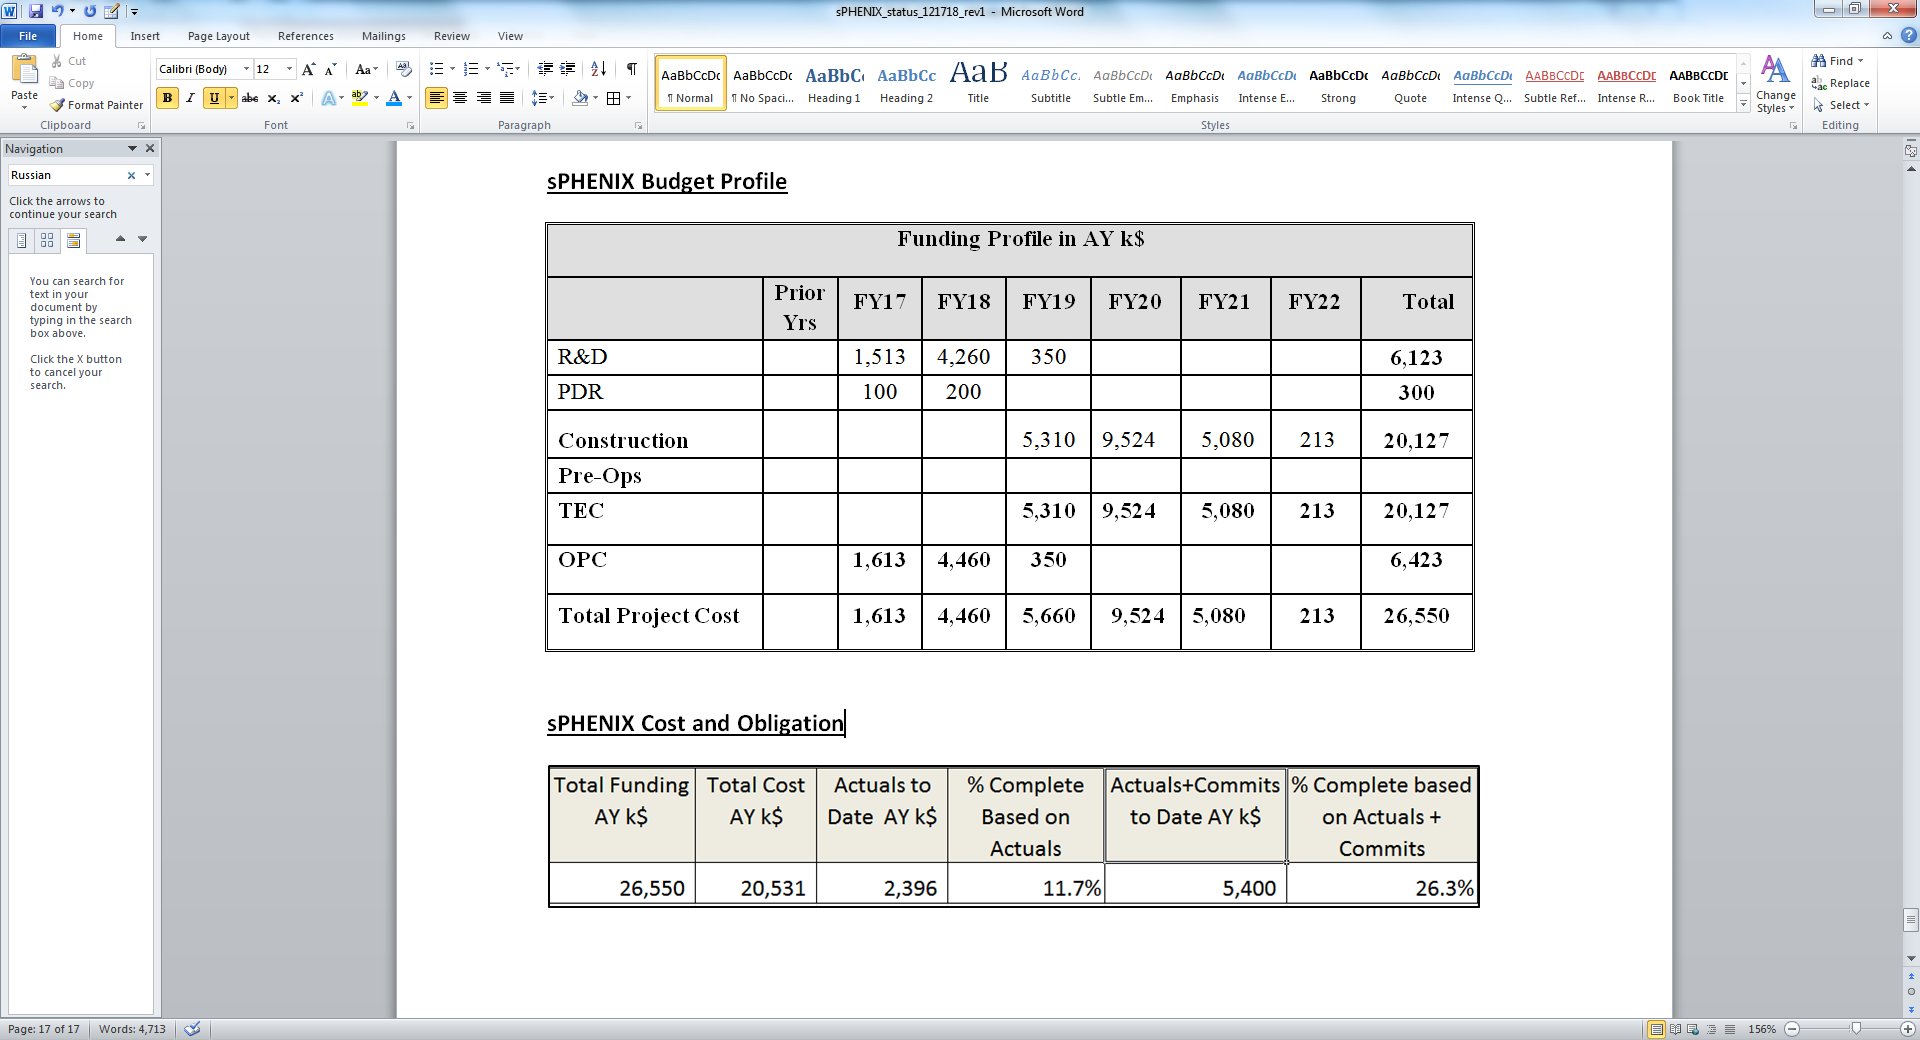 sPHENIX_status_121718_rev1 - Microsoft Word
File Home Insert Page Layout References Mailings Review View
Paste
Cut
Copy
Format Painter
Clipboard
Calibri (Body) 12
Font
Paragraph
AaBbCcDc AaBbCcDc AaBbCc AaBbCc AaB AaBbCc. AaBbCcDc AaBbCcDc AaBbCcDc AaBbCcDc AaBbCcDc AaBbCcDc AABBCCDE AABBCCDE AABBCCDE
¶ Normal ¶ No Spaci... Heading 1 Heading 2 Title Subtitle Subtle Em... Emphasis Intense E... Strong Quote Intense Q... Subtle Ref... Intense R... Book Title
Change Styles
Styles
Find
Replace
Select
Editing
Navigation
Russian
Click the arrows to
continue your search
You can search for
text in your
document by
typing in the search
box above.
Click the X button
to cancel your
search.
sPHENIX Budget Profile
Funding Profile in AY k$
Prior Yrs FY17 FY18 FY19 FY20 FY21 FY22 Total
R&D 1,513 4,260 350 6,123
PDR 100 200 300
Construction 5,310 9,524 5,080 213 20,127
Pre-Ops
TEC 5,310 9,524 5,080 213 20,127
OPC 1,613 4,460 350 6,423
Total Project Cost 1,613 4,460 5,660 9,524 5,080 213 26,550
sPHENIX Cost and Obligation
Total Funding AY k$ Total Cost AY k$ Actuals to Date AY k$ % Complete Based on Actuals Actuals+Commits to Date AY k$ % Complete based on Actuals + Commits
26,550 20,531 2,396 11.7% 5,400 26.3%
Page: 17 of 17 Words: 4,713 156%